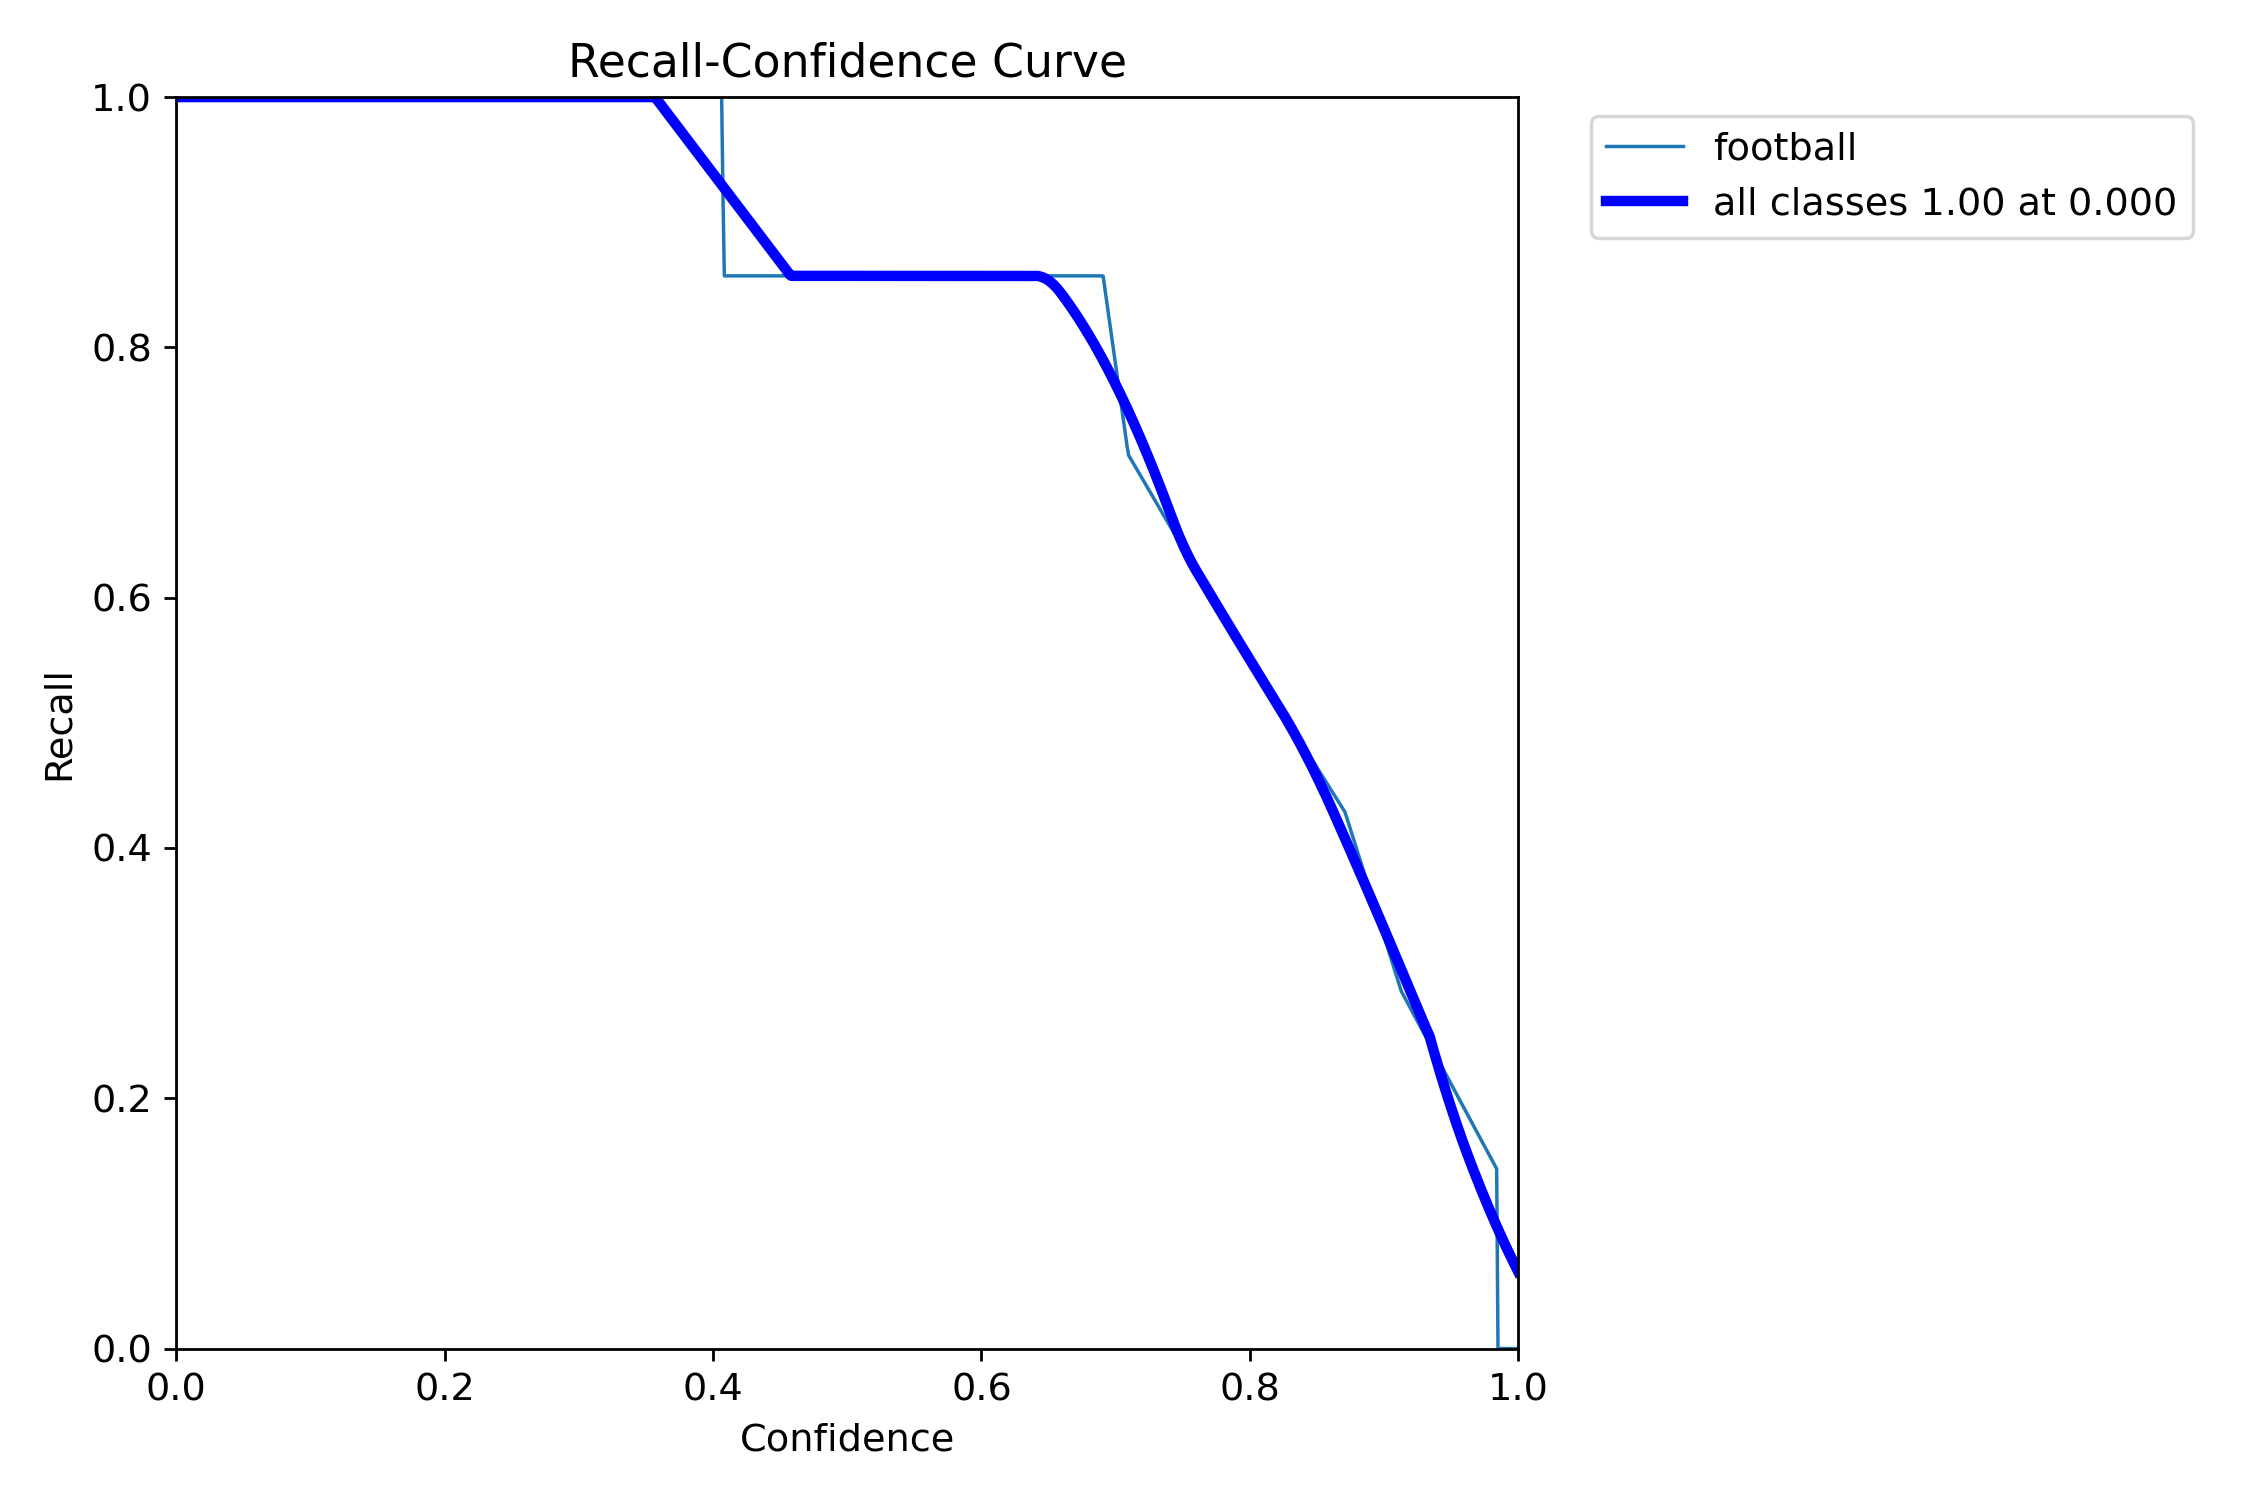 Recall-Confidence Curve
football
all classes 1.00 at 0.000
1.0
0.8
0.6
0.4
0.2
0.0
Recall
0.0 0.2 0.4 0.6 0.8 1.0
Confidence